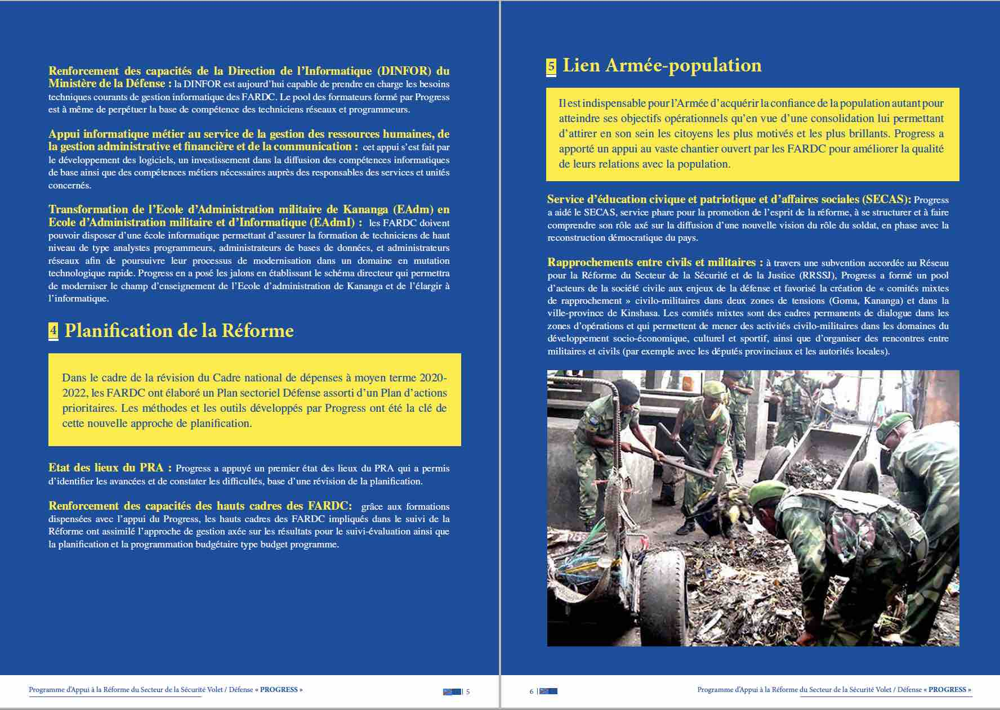 Renforcement des capacités de la Direction de l’Informatique (DINFOR) du
Ministère de la Défense : la DINFOR est aujourd’hui capable de prendre en charge les besoins
techniques courants de gestion informatique des FARDC. Le pool des formateurs formé par Progress
est à même de perpétuer la base de compétence des techniciens réseaux et programmeurs.
Appui informatique métier au service de la gestion des ressources humaines, de
la gestion administrative et financière et de la communication : cet appui s’est fait par
le développement des logiciels, un investissement dans la diffusion des compétences informatiques
de base ainsi que des compétences métiers nécessaires auprès des responsables des services et unités
concernés.
Transformation de l’Ecole d’Administration militaire de Kananga (EAdm) en
Ecole d’Administration militaire et d’Informatique (EAdmI) : les FARDC doivent
pouvoir disposer d’une école informatique permettant d’assurer la formation de techniciens de haut
niveau de type analystes programmeurs, administrateurs de bases de données, et administrateurs
réseaux afin de poursuivre leur processus de modernisation dans un domaine en mutation
technologique rapide. Progress en a posé les jalons en établissant le schéma directeur qui permettra
de moderniser le champ d’enseignement de l’Ecole d’administration de Kananga et de l’élargir à
l’informatique.
4 Planification de la Réforme
Dans le cadre de la révision du Cadre national de dépenses à moyen terme 2020-
2022, les FARDC ont élaboré un Plan sectoriel Défense assorti d’un Plan d’actions
prioritaires. Les méthodes et les outils développés par Progress ont été la clé de
cette nouvelle approche de planification.
Etat des lieux du PRA : Progress a appuyé un premier état des lieux du PRA qui a permis
d’identifier les avancées et de constater les difficultés, base d’une révision de la planification.
Renforcement des capacités des hauts cadres des FARDC: grâce aux formations
dispensées avec l’appui du Progress, les hauts cadres des FARDC impliqués dans le suivi de la
Réforme ont assimilé l’approche de gestion axée sur les résultats pour le suivi-évaluation ainsi que
la planification et la programmation budgétaire type budget programme.
Programme d’Appui à la Réforme du Secteur de la Sécurité Volet / Défense « PROGRESS »
| 5
5 Lien Armée-population
Il est indispensable pour l’Armée d’acquérir la confiance de la population autant pour
atteindre ses objectifs opérationnels qu’en vue d’une consolidation lui permettant
d’attirer en son sein les citoyens les plus motivés et les plus brillants. Progress a
apporté un appui au vaste chantier ouvert par les FARDC pour améliorer la qualité
de leurs relations avec la population.
Service d’éducation civique et patriotique et d’affaires sociales (SECAS): Progress
a aidé le SECAS, service phare pour la promotion de l’esprit de la réforme, à se structurer et à faire
comprendre son rôle axé sur la diffusion d’une nouvelle vision du rôle du soldat, en phase avec la
reconstruction démocratique du pays.
Rapprochements entre civils et militaires : à travers une subvention accordée au Réseau
pour la Réforme du Secteur de la Sécurité et de la Justice (RRSSJ), Progress a formé un pool
d’acteurs de la société civile aux enjeux de la défense et favorisé la création de « comités mixtes
de rapprochement » civilo-militaires dans deux zones de tensions (Goma, Kananga) et dans la
ville-province de Kinshasa. Les comités mixtes sont des cadres permanents de dialogue dans les
zones d’opérations et qui permettent de mener des activités civilo-militaires dans les domaines du
développement socio-économique, culturel et sportif, ainsi que d’organiser des rencontres entre
militaires et civils (par exemple avec les députés provinciaux et les autorités locales).
6 |
Programme d’Appui à la Réforme du Secteur de la Sécurité Volet / Défense « PROGRESS »